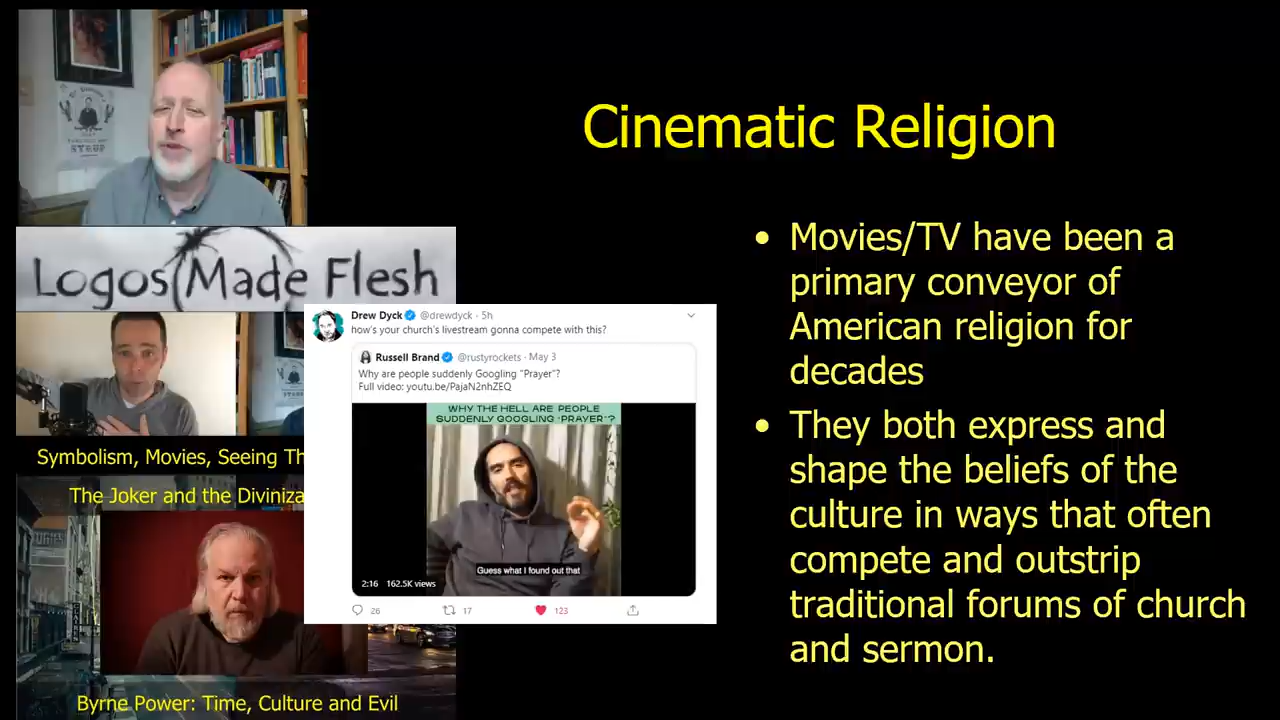 SYRUP
Logos Made Flesh
Symbolism, Movies, Seeing Th
The Joker and the Diviniza
Byrne Power: Time, Culture and Evil
Drew Dyck @drewdyck · 5h
how's your church's livestream gonna compete with this?
Russell Brand @rustyrockets · May 3
Why are people suddenly Googling "Prayer"?
Full video: youtu.be/PajaN2nhZEQ
WHY THE HELL ARE PEOPLE
SUDDENLY GOOGLING "PRAYER"?
Guess what I found out that
2:16 162.5K views
26 17 123
Cinematic Religion
• Movies/TV have been a
primary conveyor of
American religion for
decades
• They both express and
shape the beliefs of the
culture in ways that often
compete and outstrip
traditional forums of church
and sermon.